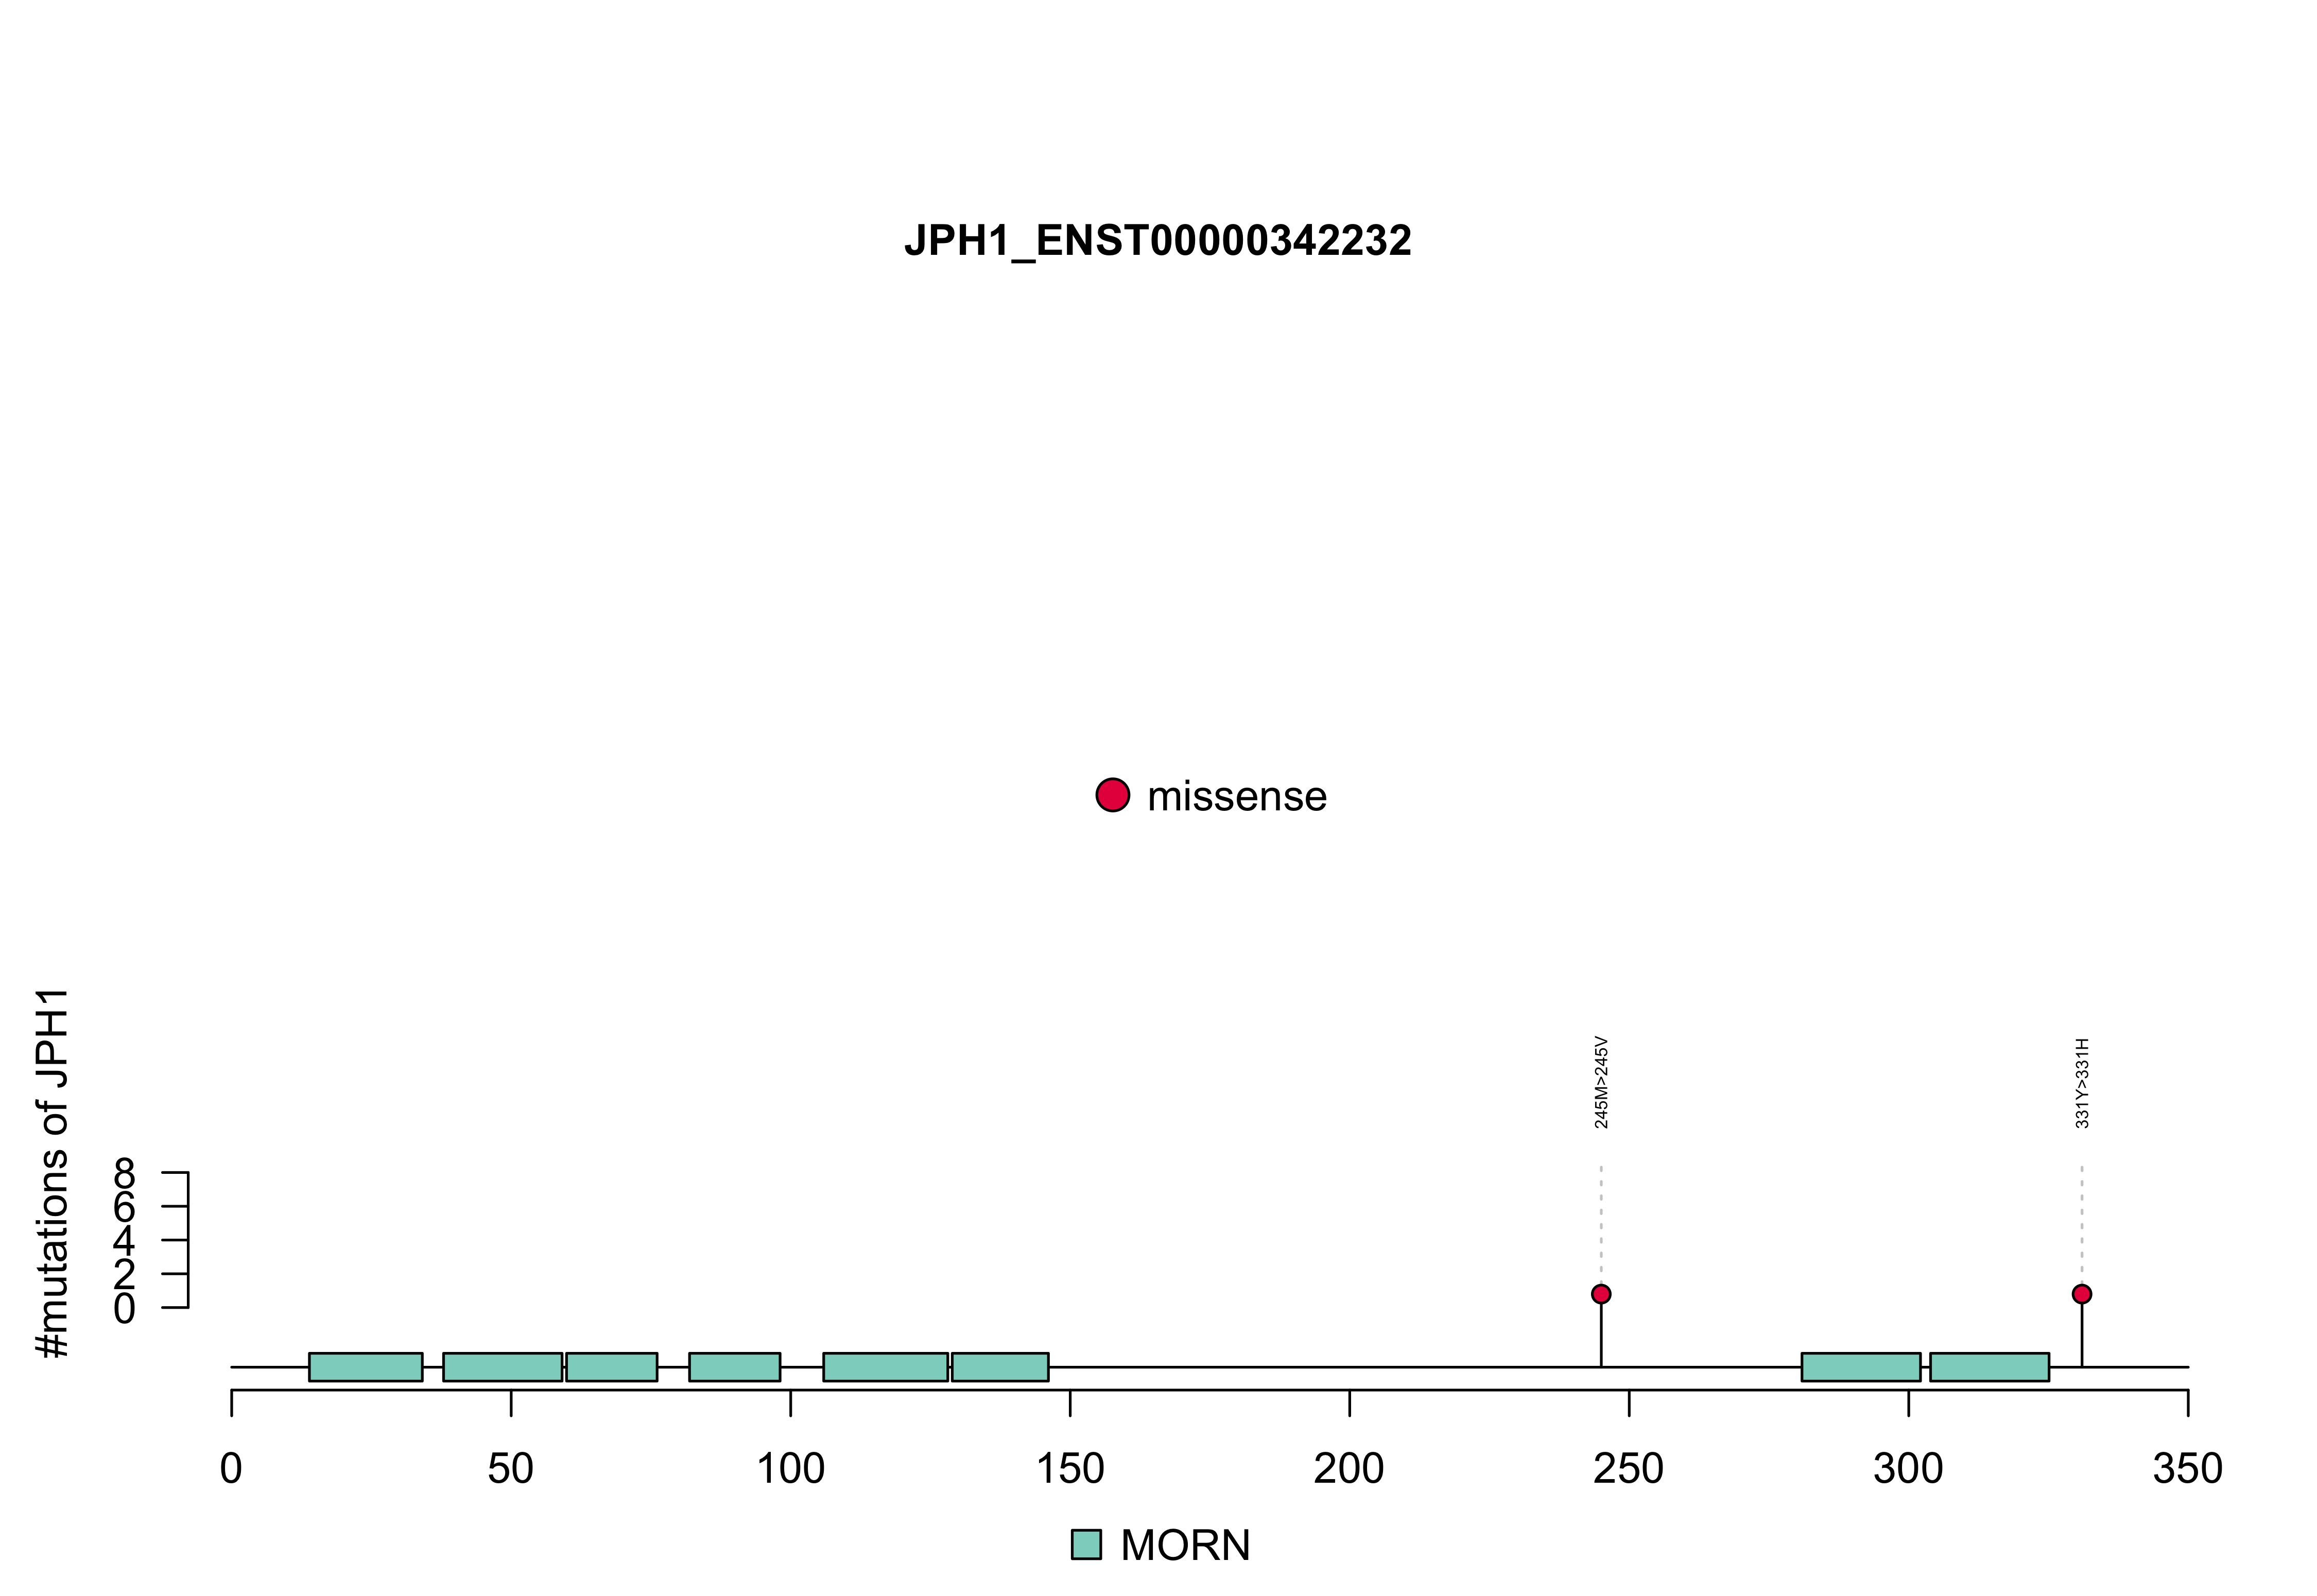 JPH1_ENST00000342232
missense
#mutations of JPH1
245M>245V
331Y>331H
8
6
4
2
0
0 50 100 150 200 250 300 350
MORN